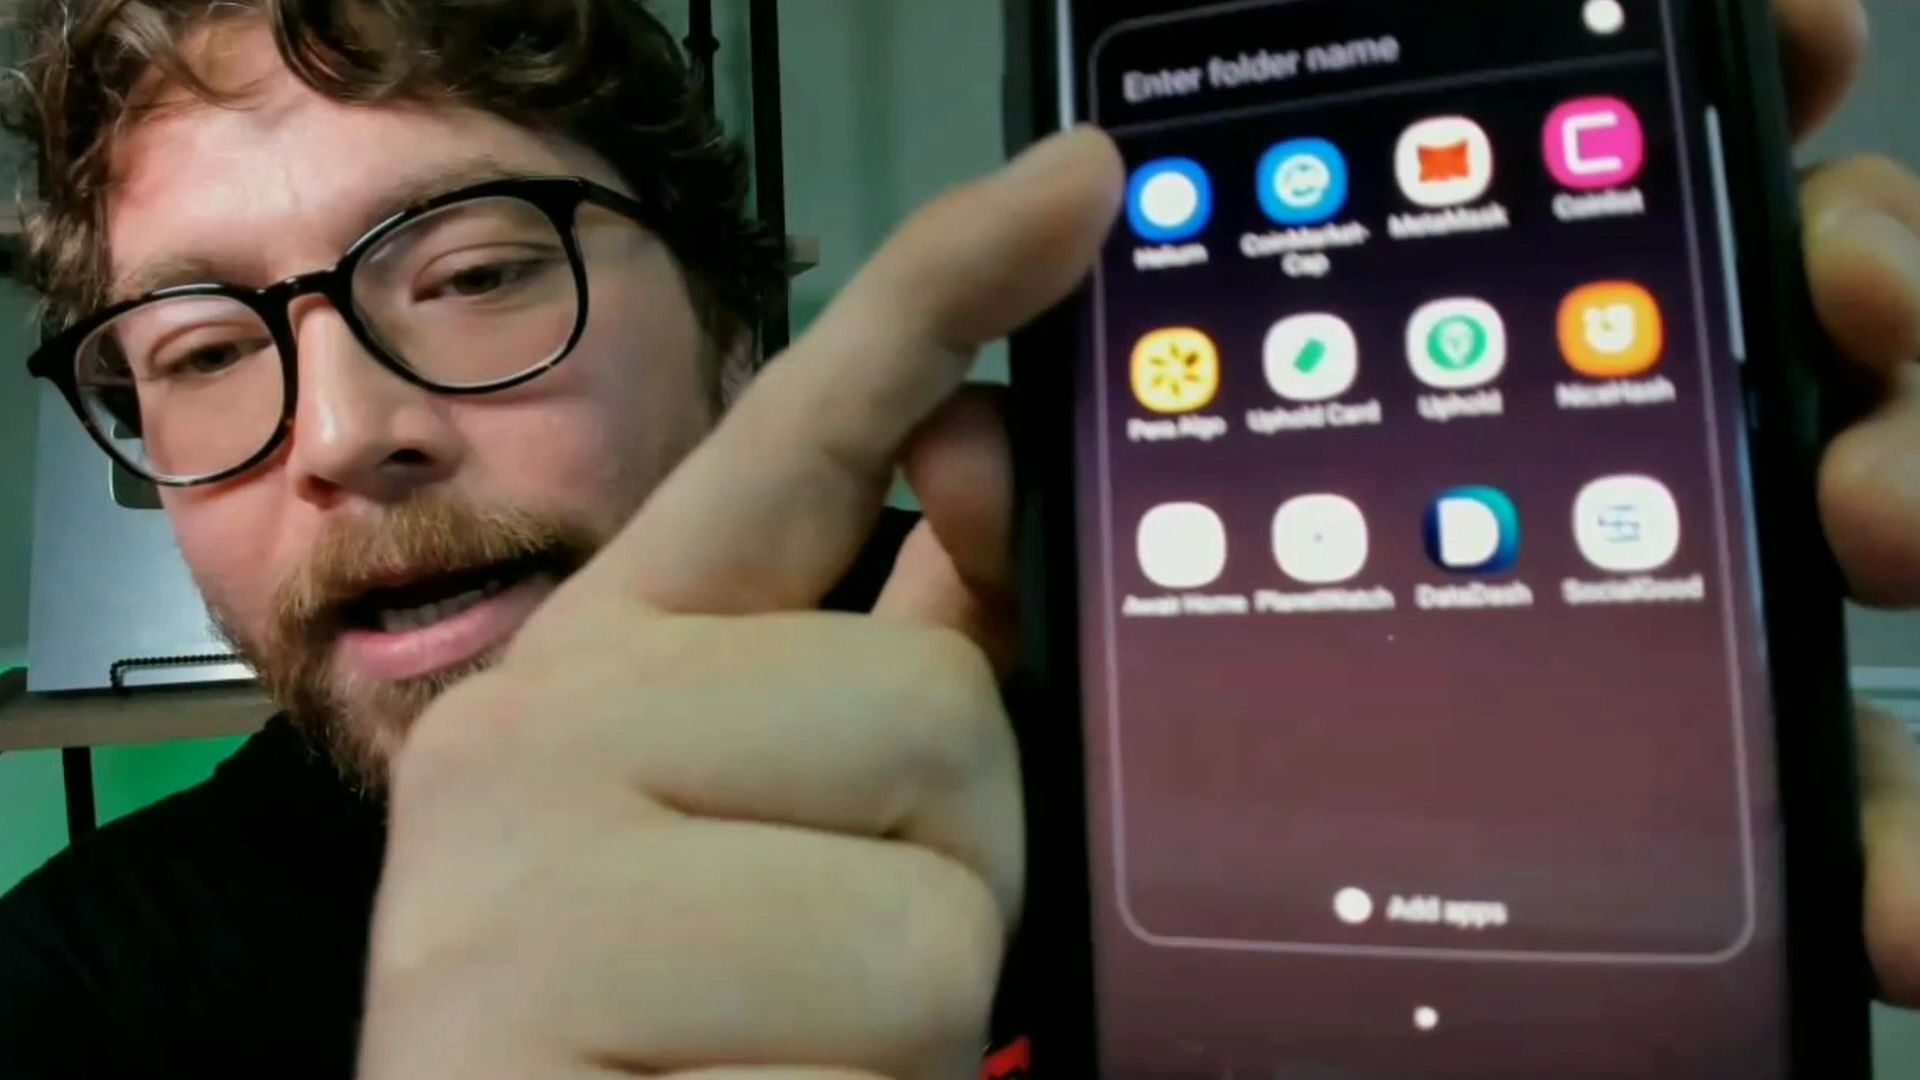 Enter folder name
Helium
CoinMarket-
Cap
MetaMask
Coinlist
Pera Algo
Uphold Card
Uphold
NiceHash
Await Home
PlanetWatch
DataDash
SocialGood
Add apps